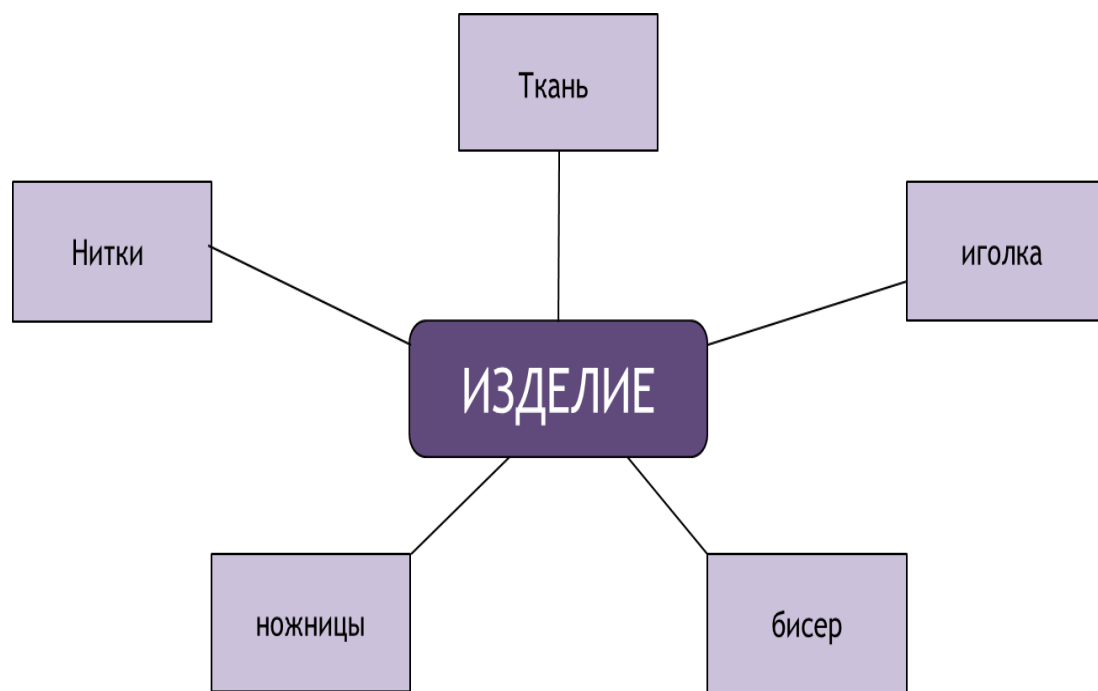 Ткань
Нитки
иголка
ИЗДЕЛИЕ
ножницы
бисер